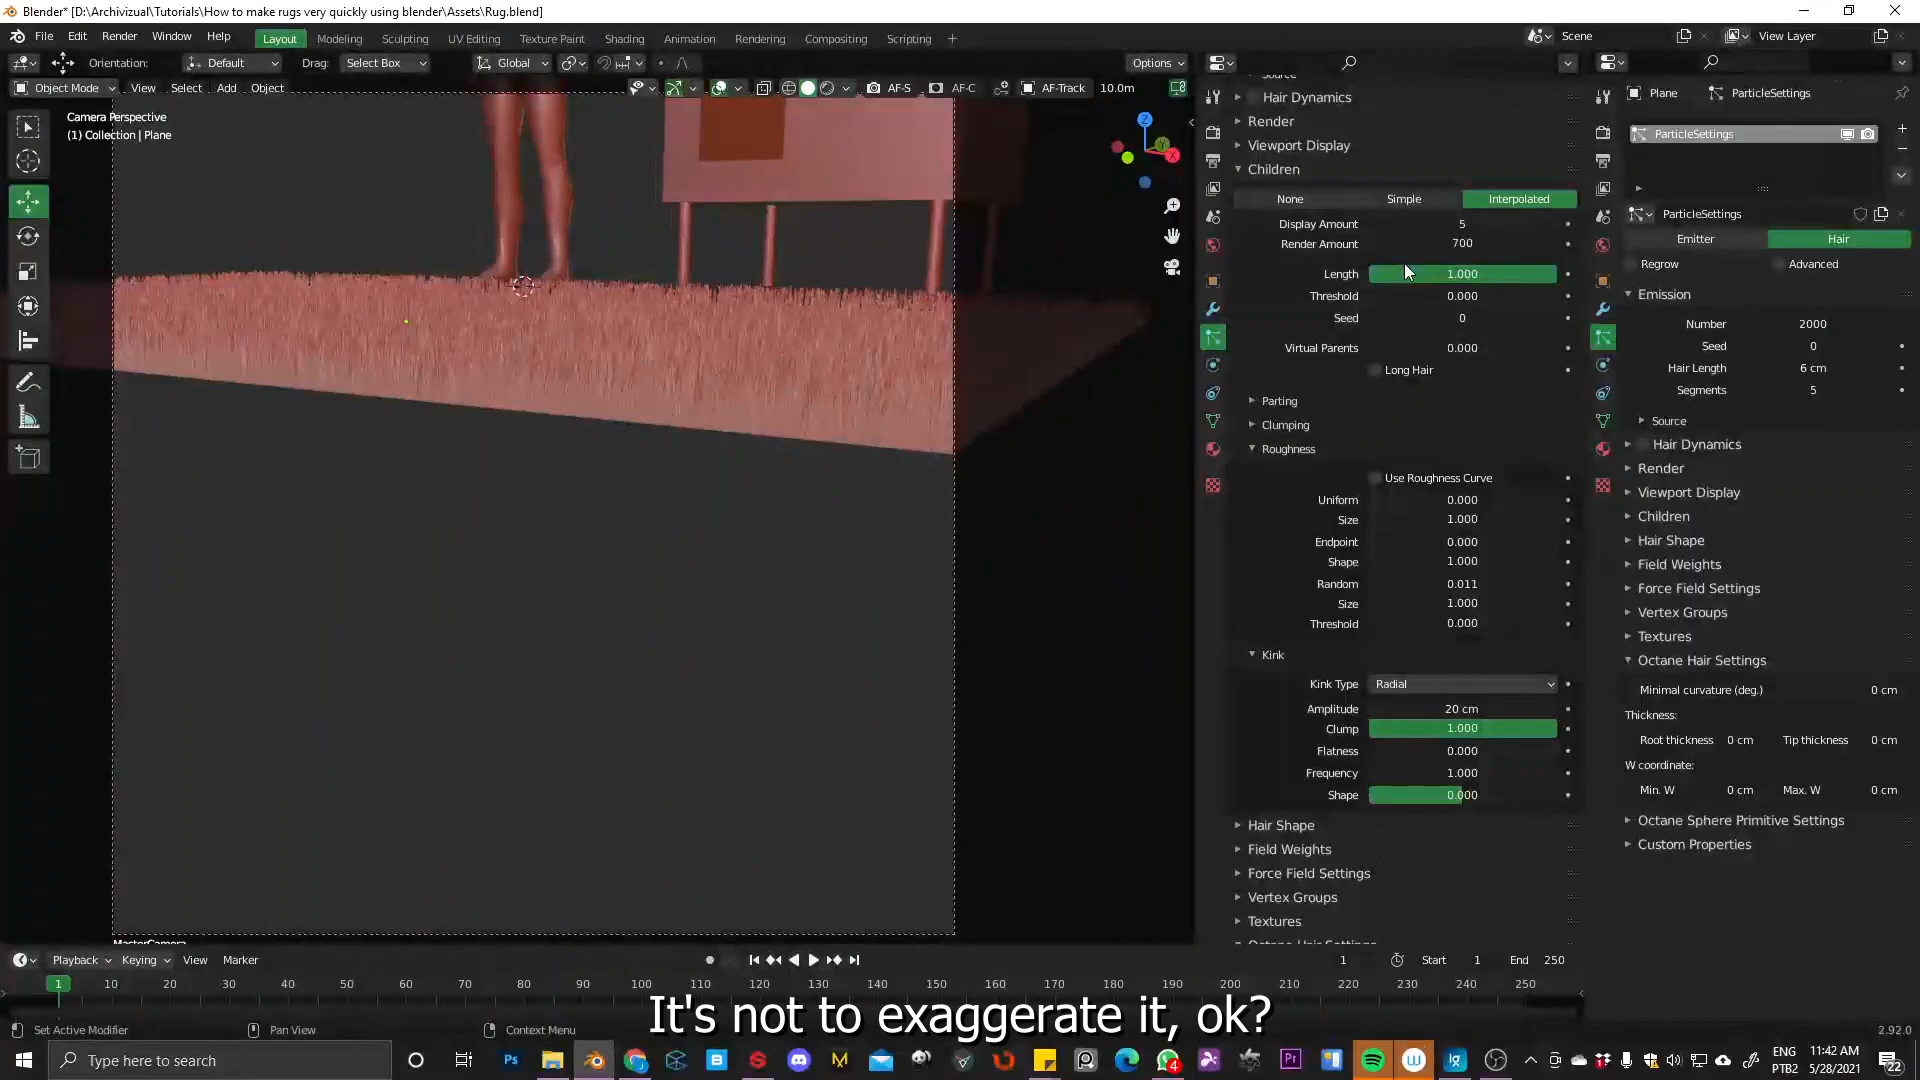 Blender* [D:\Archivizual\Tutorials\How to make rugs very quickly using blender\Assets\Rug.blend]
File Edit Render Window Help Layout Modeling Sculpting UV Editing Texture Paint Shading Animation Rendering Compositing Scripting + Scene View Layer
Orientation: Default Drag: Select Box Global Options
Object Mode View Select Add Object AF-S AF-C AF-Track 10.0m
Camera Perspective
(1) Collection | Plane
Z
Y
X
Source
Hair Dynamics
Render
Viewport Display
Children
None Simple Interpolated
Display Amount 5
Render Amount 700
Length 1.000
Threshold 0.000
Seed 0
Virtual Parents 0.000
Long Hair
Parting
Clumping
Roughness
Use Roughness Curve
Uniform 0.000
Size 1.000
Endpoint 0.000
Shape 1.000
Random 0.011
Size 1.000
Threshold 0.000
Kink
Kink Type Radial
Amplitude 20 cm
Clump 1.000
Flatness 0.000
Frequency 1.000
Shape 0.000
Hair Shape
Field Weights
Force Field Settings
Vertex Groups
Textures
Octane Hair Settings
Plane ParticleSettings
ParticleSettings
ParticleSettings
Emitter Hair
Regrow Advanced
Emission
Number 2000
Seed 0
Hair Length 6 cm
Segments 5
Source
Hair Dynamics
Render
Viewport Display
Children
Hair Shape
Field Weights
Force Field Settings
Vertex Groups
Textures
Octane Hair Settings
Minimal curvature (deg.) 0 cm
Thickness:
Root thickness 0 cm Tip thickness 0 cm
W coordinate:
Min. W 0 cm Max. W 0 cm
Octane Sphere Primitive Settings
Custom Properties
MasterCamera
Playback Keying View Marker 1 Start 1 End 250
1 10 20 30 40 50 60 70 80 90 100 110 120 130 140 150 160 170 180 190 200 210 220 230 240 250
It's not to exaggerate it, ok?
Set Active Modifier Pan View Context Menu 2.92.0
Type here to search
Ps
Pr
4
ENG
PTB2
11:42 AM
5/28/2021
22